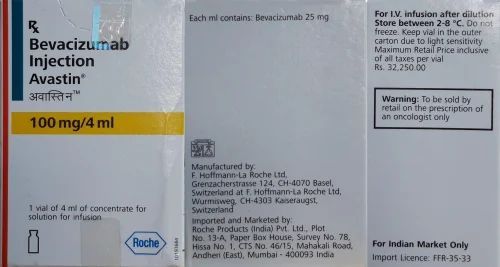 Rx
Bevacizumab
Injection
Avastin®
अवास्तिन™
100 mg/4 ml
1 vial of 4 ml of concentrate for
solution for infusion
Roche
Each ml contains: Bevacizumab 25 mg
Manufactured by:
F. Hoffmann-La Roche Ltd,
Grenzacherstrasse 124, CH-4070 Basel,
Switzerland at F. Hoffmann-La Roche Ltd,
Wurmisweg, CH-4303 Kaiseraugst,
Switzerland
Imported and Marketed by:
Roche Products (India) Pvt. Ltd., Plot
No. 13-A, Paper Box House, Survey No. 78,
Hissa No. 1, CTS No. 46/15, Mahakali Road,
Andheri (East), Mumbai - 400093 India
For I.V. infusion after dilution
Store between 2-8 °C. Do not
freeze. Keep vial in the outer
carton due to light sensitivity
Maximum Retail Price inclusive
of all taxes per vial
Rs. 32,250.00
Warning: To be sold by
retail on the prescription of
an oncologist only
For Indian Market Only
Import Licence: FFR-35-33